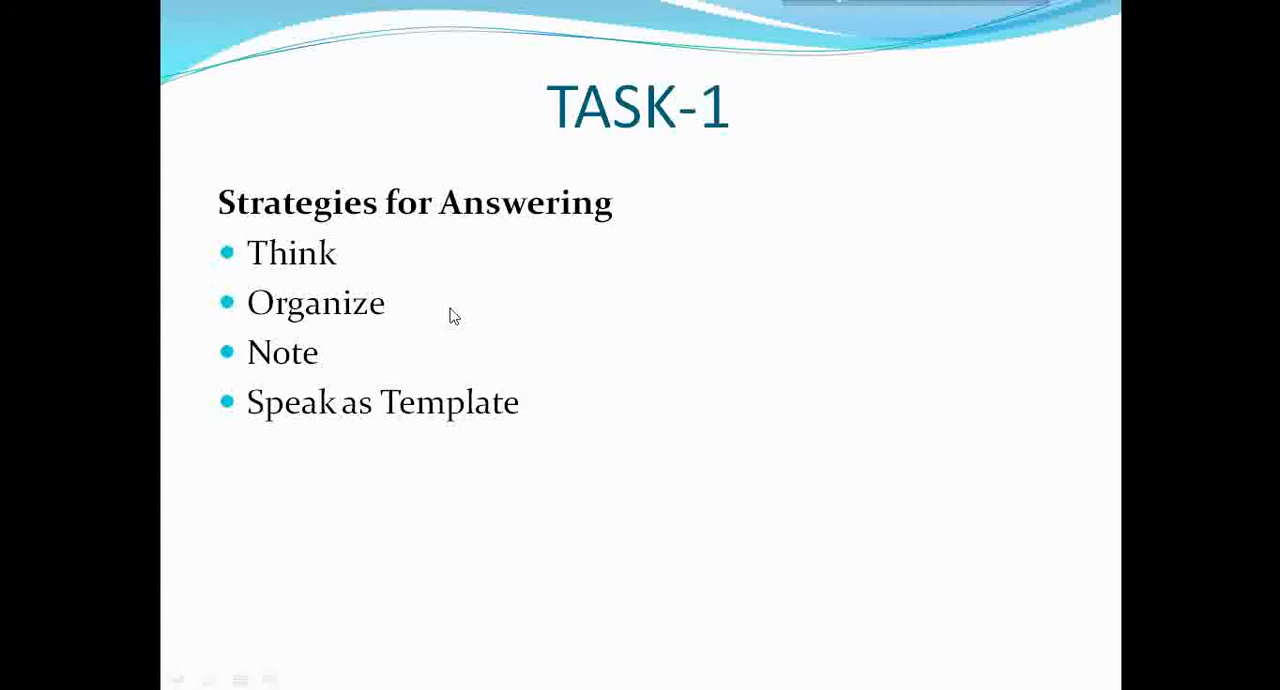 TASK-1
Strategies for Answering
Think
Organize
Note
Speak as Template